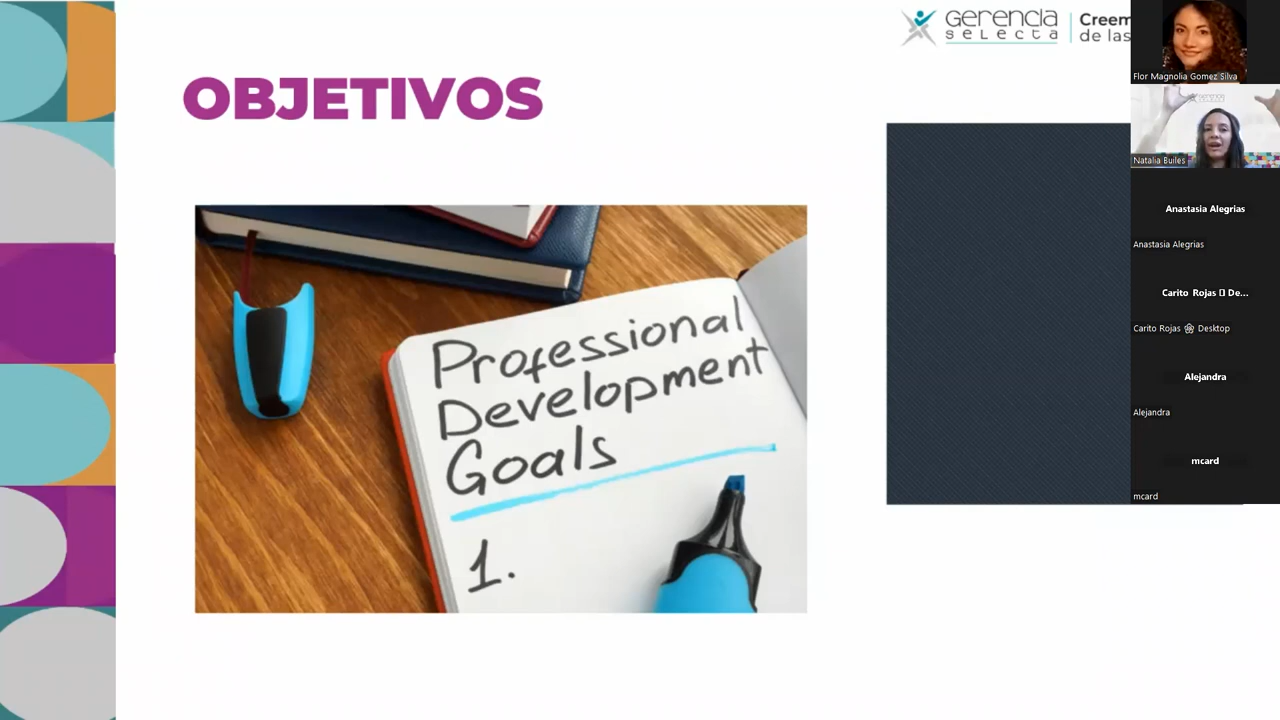 gerencia
selecta
Creem
de las
OBJETIVOS
Professional
Development
Goals
1.
Flor Magnolia Gomez Silva
Natalia Builes
Anastasia Alegrias
Anastasia Alegrias
Carito Rojas De...
Carito Rojas Desktop
Alejandra
Alejandra
mcard
mcard